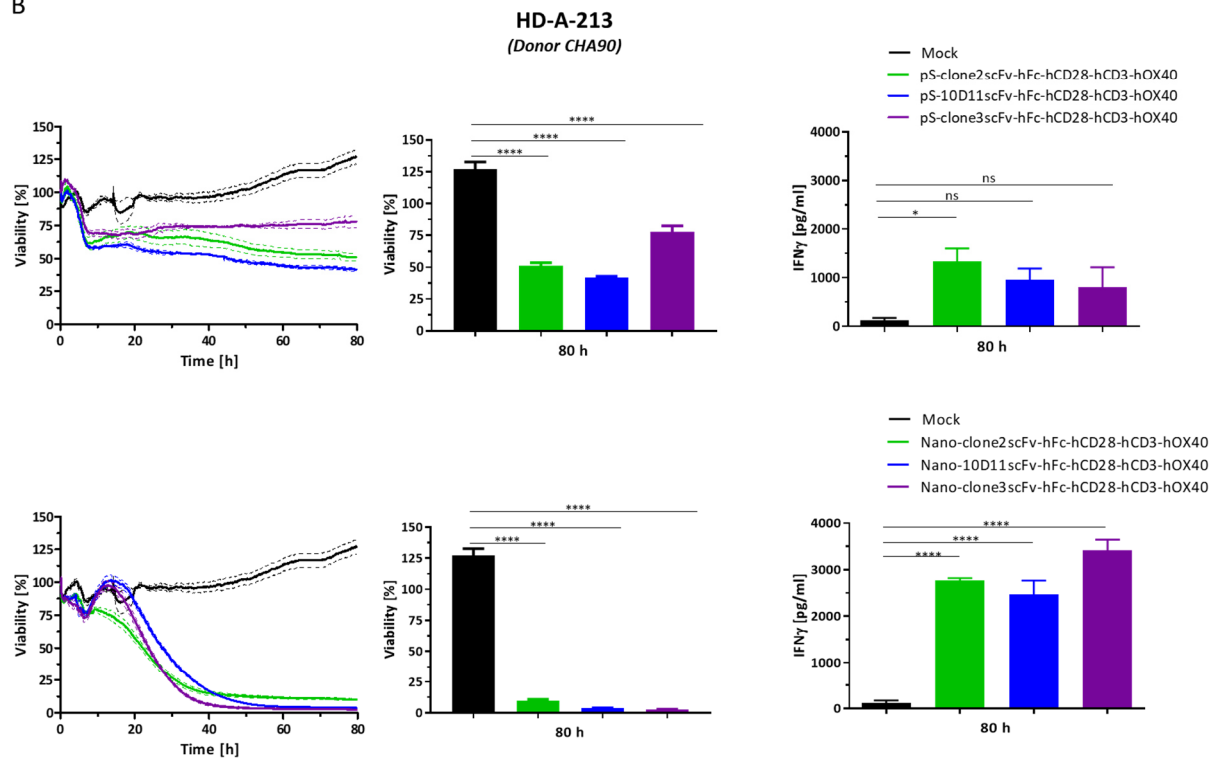 B
HD-A-213
(Donor CHA90)
Mock
pS-clone2scFv-hFc-hCD28-hCD3-hOX40
pS-10D11scFv-hFc-hCD28-hCD3-hOX40
pS-clone3scFv-hFc-hCD28-hCD3-hOX40
Viability [%]
150
125
100
75
50
25
0
0 20 40 60 80
Time [h]
Viability [%]
150
125
100
75
50
25
0
****
****
****
80 h
IFNγ [pg/ml]
4000
3000
2000
1000
0
ns
ns
*
80 h
Mock
Nano-clone2scFv-hFc-hCD28-hCD3-hOX40
Nano-10D11scFv-hFc-hCD28-hCD3-hOX40
Nano-clone3scFv-hFc-hCD28-hCD3-hOX40
Viability [%]
150
125
100
75
50
25
0
0 20 40 60 80
Time [h]
Viability [%]
150
125
100
75
50
25
0
****
****
****
80 h
IFNγ [pg/ml]
4000
3000
2000
1000
0
****
****
****
80 h